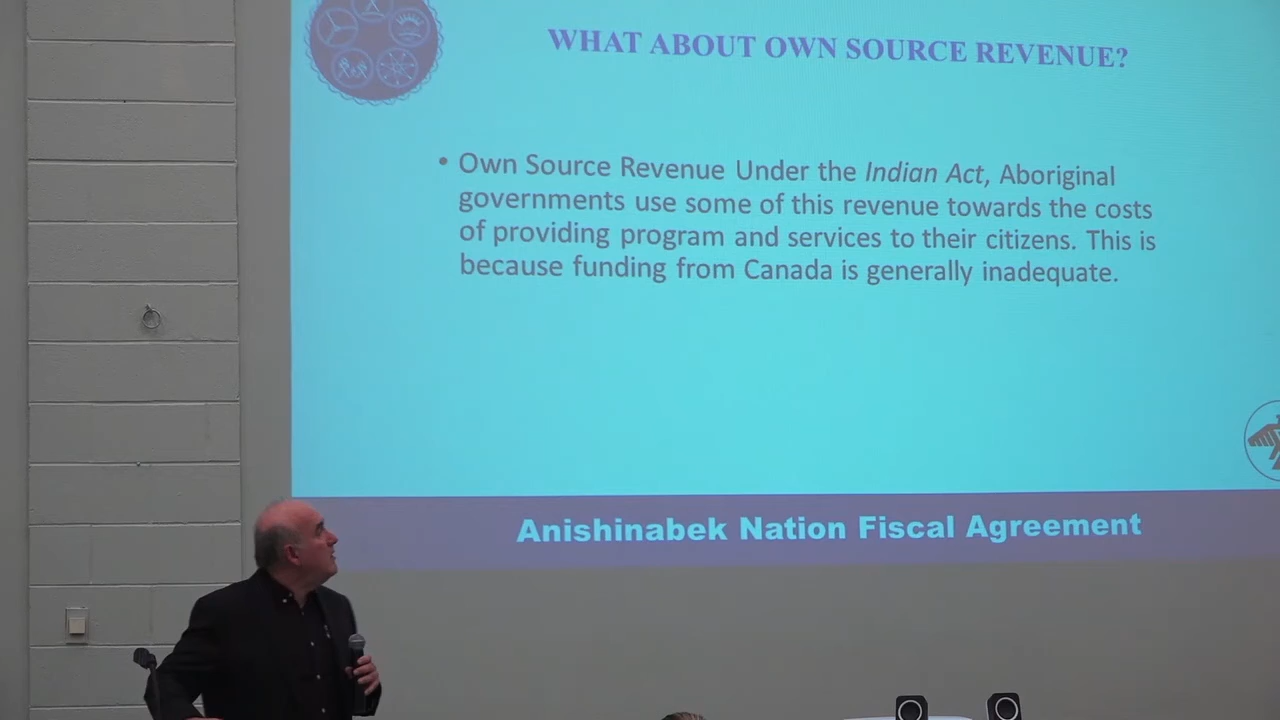 WHAT ABOUT OWN SOURCE REVENUE?
• Own Source Revenue Under the Indian Act, Aboriginal
governments use some of this revenue towards the costs
of providing program and services to their citizens. This is
because funding from Canada is generally inadequate.
Anishinabek Nation Fiscal Agreement